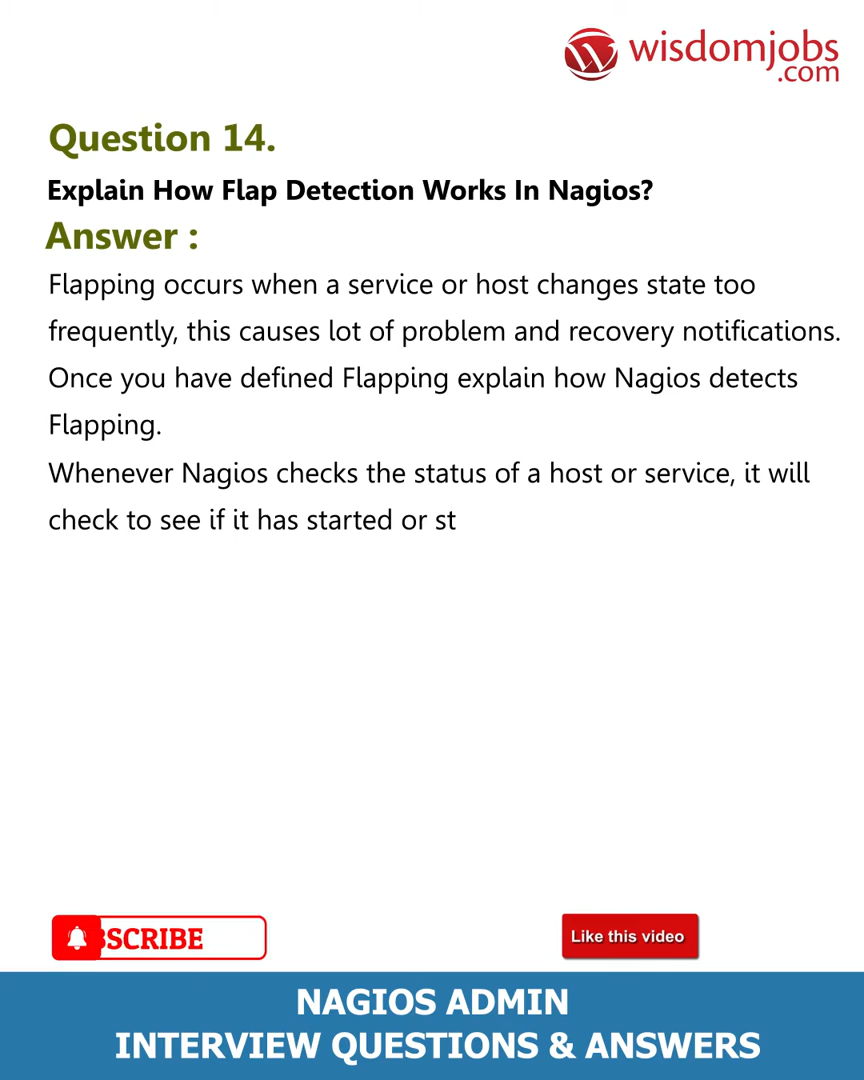 wisdomjobs
.com
Question 14.
Explain How Flap Detection Works In Nagios?
Answer :
Flapping occurs when a service or host changes state too
frequently, this causes lot of problem and recovery notifications.
Once you have defined Flapping explain how Nagios detects
Flapping.
Whenever Nagios checks the status of a host or service, it will
check to see if it has started or st
BSCRIBE
Like this video
NAGIOS ADMIN
INTERVIEW QUESTIONS & ANSWERS